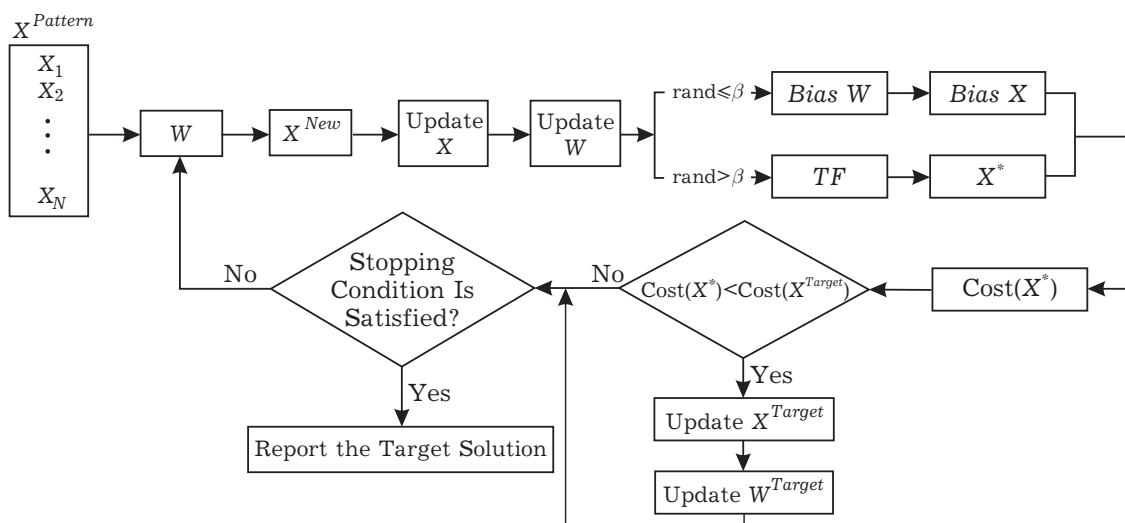 X^Pattern
X_1
X_2
X_N
W
X^New
Update
X
Update
W
rand⩽β
Bias W
Bias X
rand>β
TF
X^*
No
Stopping
Condition Is
Satisfied?
No
Cost(X^*)<Cost(X^Target)
Cost(X^*)
Yes
Report the Target Solution
Yes
Update X^Target
Update W^Target